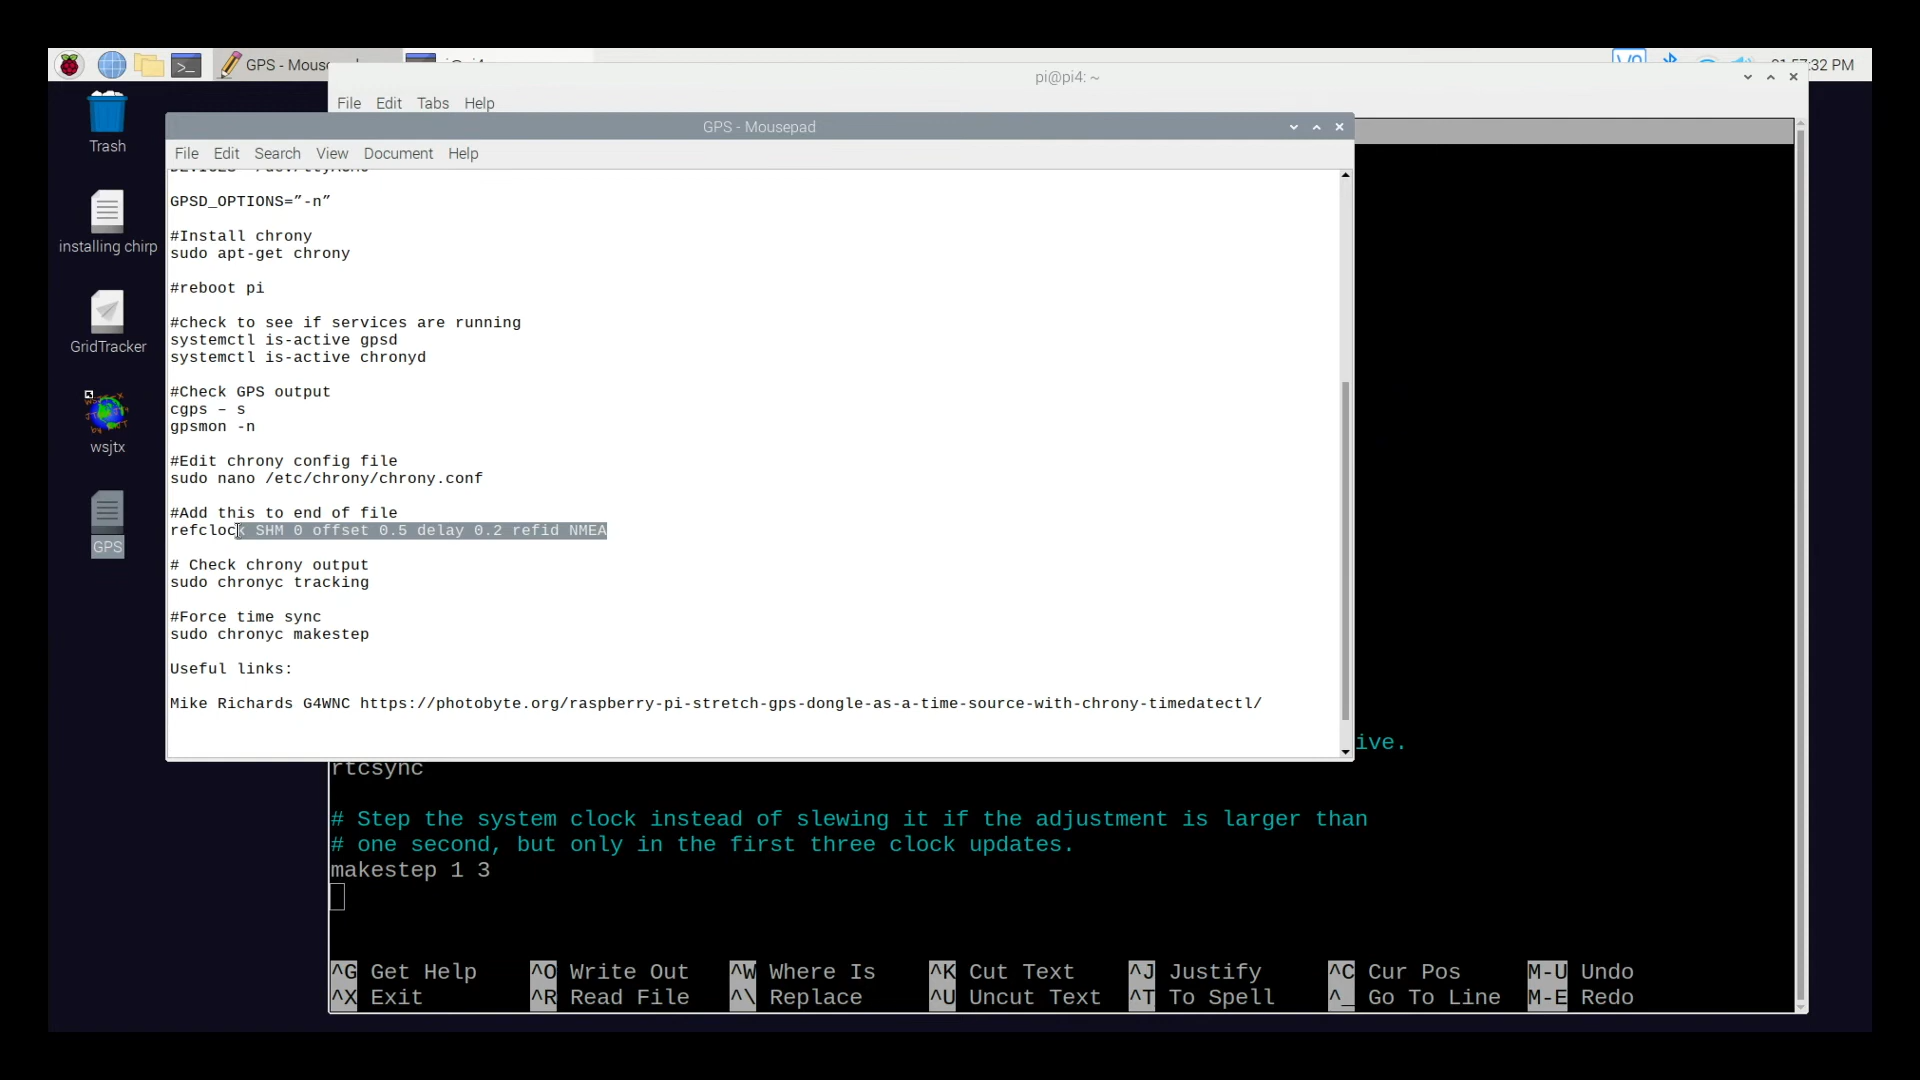 GPS - Mouse
pi@pi4: ~
:32 PM
File Edit Tabs Help
GPS - Mousepad
File Edit Search View Document Help
Trash
installing chirp
GridTracker
wsjtx
GPS
GPSD_OPTIONS=”-n”
#Install chrony
sudo apt-get chrony
#reboot pi
#check to see if services are running
systemctl is-active gpsd
systemctl is-active chronyd
#Check GPS output
cgps – s
gpsmon -n
#Edit chrony config file
sudo nano /etc/chrony/chrony.conf
#Add this to end of file
refclock SHM 0 offset 0.5 delay 0.2 refid NMEA
# Check chrony output
sudo chronyc tracking
#Force time sync
sudo chronyc makestep
Useful links:
Mike Richards G4WNC https://photobyte.org/raspberry-pi-stretch-gps-dongle-as-a-time-source-with-chrony-timedatectl/
ive.
rtcsync
# Step the system clock instead of slewing it if the adjustment is larger than
# one second, but only in the first three clock updates.
makestep 1 3
^G Get Help ^O Write Out ^W Where Is ^K Cut Text ^J Justify ^C Cur Pos M-U Undo
^X Exit ^R Read File ^\ Replace ^U Uncut Text ^T To Spell ^_ Go To Line M-E Redo